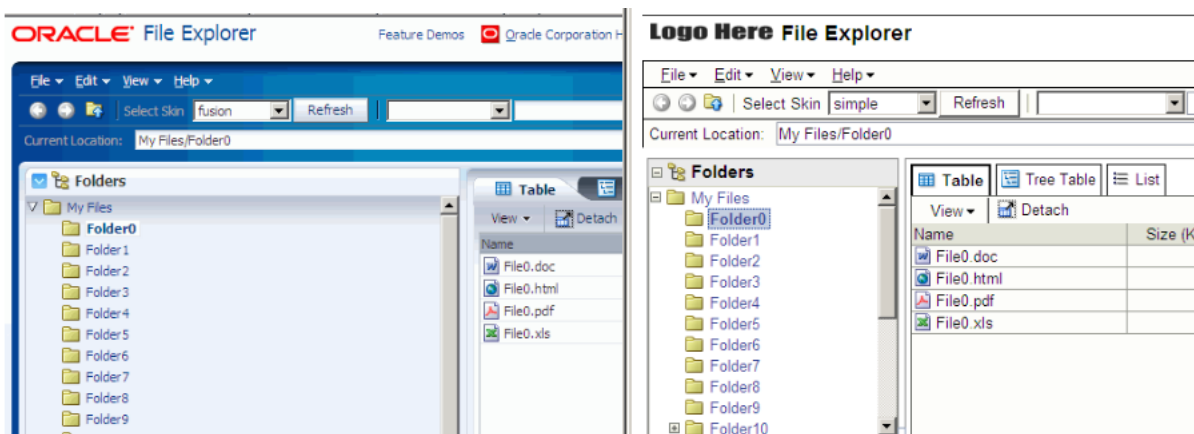 ORACLE File Explorer
Feature Demos Oracle Corporation H
File Edit View Help
Select Skin fusion Refresh
Current Location: My Files/Folder0
Folders
My Files
Folder0
Folder1
Folder2
Folder3
Folder4
Folder5
Folder6
Folder7
Folder8
Folder9
Table
View Detach
Name
File0.doc
File0.html
File0.pdf
File0.xls
Logo Here File Explorer
File Edit View Help
Select Skin simple Refresh
Current Location: My Files/Folder0
Folders
My Files
Folder0
Folder1
Folder2
Folder3
Folder4
Folder5
Folder6
Folder7
Folder8
Folder9
Folder10
Table Tree Table List
View Detach
Name Size (K
File0.doc
File0.html
File0.pdf
File0.xls